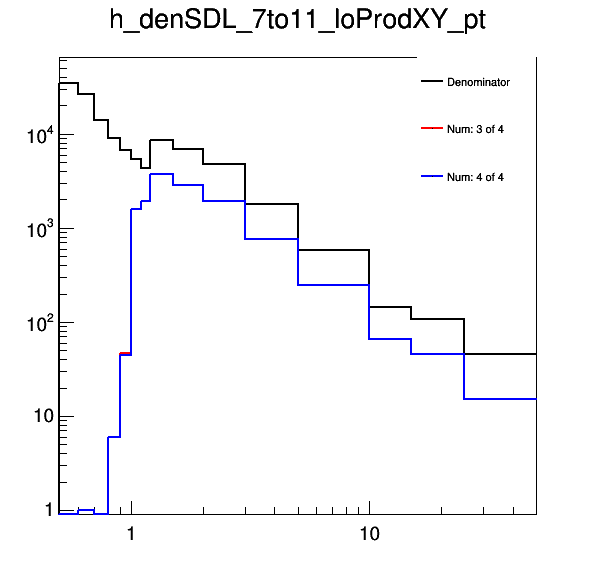 h_denSDL_7to11_loProdXY_pt
Denominator
Num: 3 of 4
Num: 4 of 4
10^4
10^3
10^2
10
1
1
10